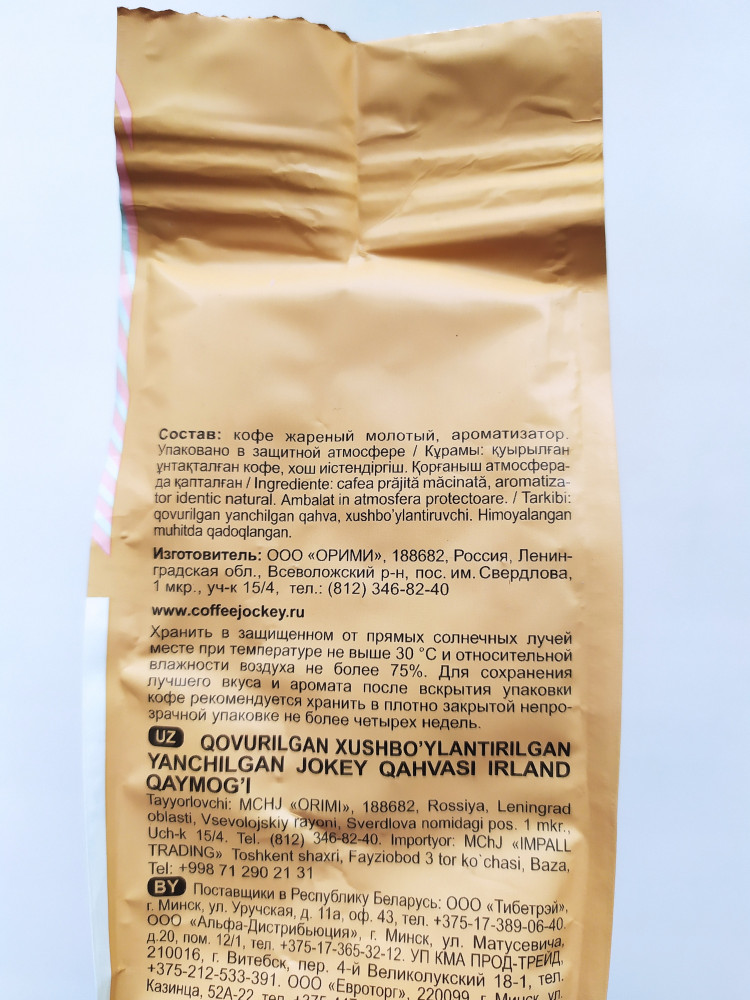 Состав: кофе жареный молотый, ароматизатор.
Упаковано в защитной атмосфере / Құрамы: қуырылған
ұнтақталған кофе, хош иістендіргіш. Қорғаныш атмосфера-
да қапталған / Ingrediente: cafea prăjită măcinată, aromatiza-
tor identic natural. Ambalat in atmosfera protectoare. / Tarkibi:
qovurilgan yanchilgan qahva, xushbo'ylantiruvchi. Himoyalangan
muhitda qadoqlangan.
Изготовитель: ООО «ОРИМИ», 188682, Россия, Ленин-
градская обл., Всеволожский р-н, пос. им. Свердлова,
1 мкр., уч-к 15/4, тел.: (812) 346-82-40
www.coffeejockey.ru
Хранить в защищенном от прямых солнечных лучей
месте при температуре не выше 30 °С и относительной
влажности воздуха не более 75%. Для сохранения
лучшего вкуса и аромата после вскрытия упаковки
кофе рекомендуется хранить в плотно закрытой непро-
зрачной упаковке не более четырех недель.
UZ QOVURILGAN XUSHBO'YLANTIRILGAN
YANCHILGAN JOKEY QAHVASI IRLAND
QAYMOG'I
Tayyorlovchi: MCHJ «ORIMI», 188682, Rossiya, Leningrad
oblasti, Vsevolojskiy rayoni, Sverdlova nomidagi pos. 1 mkr.,
Uch-k 15/4. Tel. (812) 346-82-40. Importyor: MChJ «IMPALL
TRADING» Toshkent shaxri, Fayziobod 3 tor ko`chasi, Baza,
Tel: +998 71 290 21 31
BY Поставщики в Республику Беларусь: ООО «Тибетрэй»,
г. Минск, ул. Уручская, д. 11а, оф. 43, тел. +375-17-389-06-40.
ООО «Альфа-Дистрибьюция», г. Минск, ул. Матусевича,
д.20, пом. 12/1, тел. +375-17-365-32-12. УП КМА ПРОД-ТРЕЙД,
210016, г. Витебск, пер. 4-й Великолукский 18-1, тел.
+375-212-533-391. ООО «Евроторг», 220099, г. Минск, ул.
Казинца, 52А-22, тел.